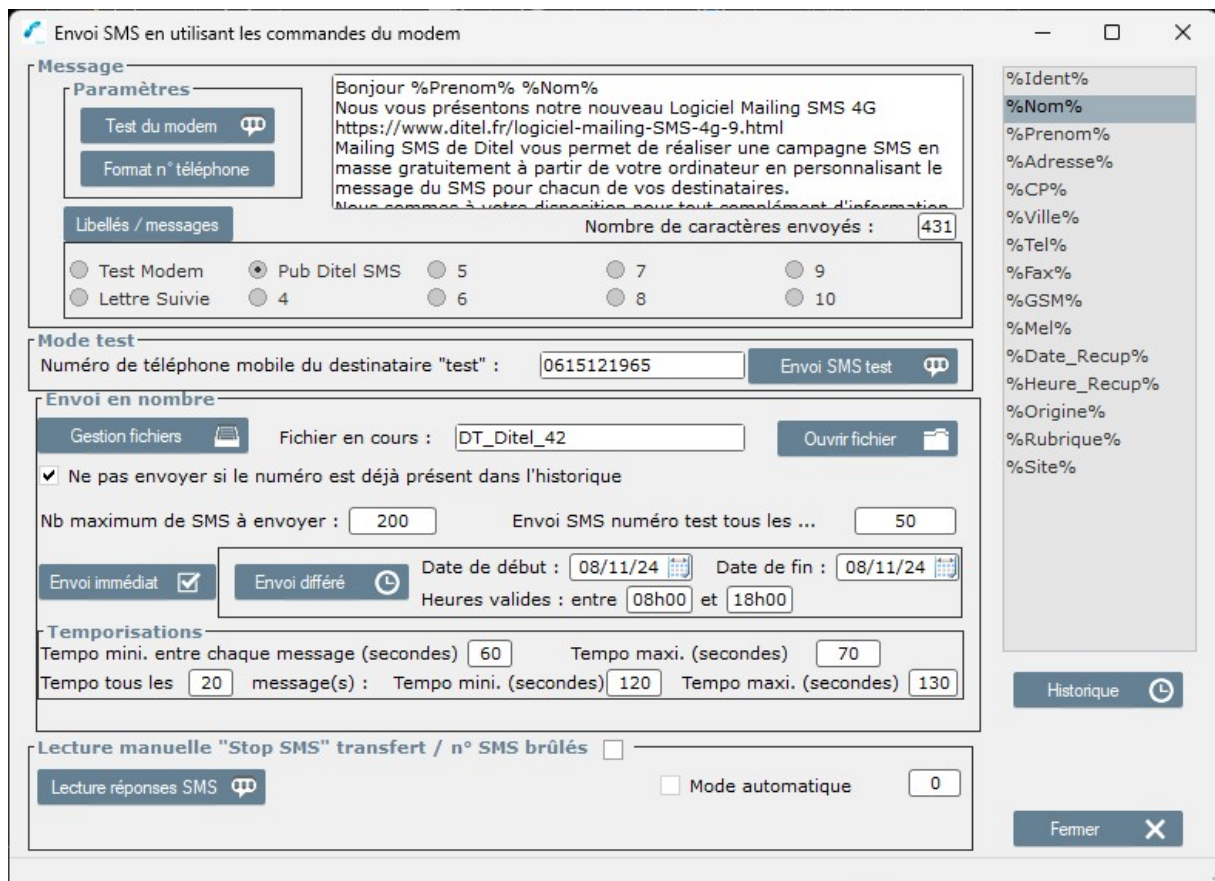 Envoi SMS en utilisant les commandes du modem
Message
Paramètres
Test du modem
Format n° téléphone
Bonjour %Prenom% %Nom%
Nous vous présentons notre nouveau Logiciel Mailing SMS 4G
https://www.ditel.fr/logiciel-mailing-SMS-4g-9.html
Mailing SMS de Ditel vous permet de réaliser une campagne SMS en
masse gratuitement à partir de votre ordinateur en personnalisant le
message du SMS pour chacun de vos destinataires.
Nous sommes à votre disposition pour tout complément d'information
Libellés / messages
Nombre de caractères envoyés : 431
Test Modem Pub Ditel SMS 5 7 9
Lettre Suivie 4 6 8 10
Mode test
Numéro de téléphone mobile du destinataire "test" : 0615121965 Envoi SMS test
Envoi en nombre
Gestion fichiers Fichier en cours : DT_Ditel_42 Ouvrir fichier
Ne pas envoyer si le numéro est déjà présent dans l'historique
Nb maximum de SMS à envoyer : 200 Envoi SMS numéro test tous les ... 50
Envoi immédiat Envoi différé
Date de début : 08/11/24 Date de fin : 08/11/24
Heures valides : entre 08h00 et 18h00
Temporisations
Tempo mini. entre chaque message (secondes) 60 Tempo maxi. (secondes) 70
Tempo tous les 20 message(s) : Tempo mini. (secondes) 120 Tempo maxi. (secondes) 130
Lecture manuelle "Stop SMS" transfert / n° SMS brûlés
Lecture réponses SMS Mode automatique 0
%Ident%
%Nom%
%Prenom%
%Adresse%
%CP%
%Ville%
%Tel%
%Fax%
%GSM%
%Mel%
%Date_Recup%
%Heure_Recup%
%Origine%
%Rubrique%
%Site%
Historique
Fermer